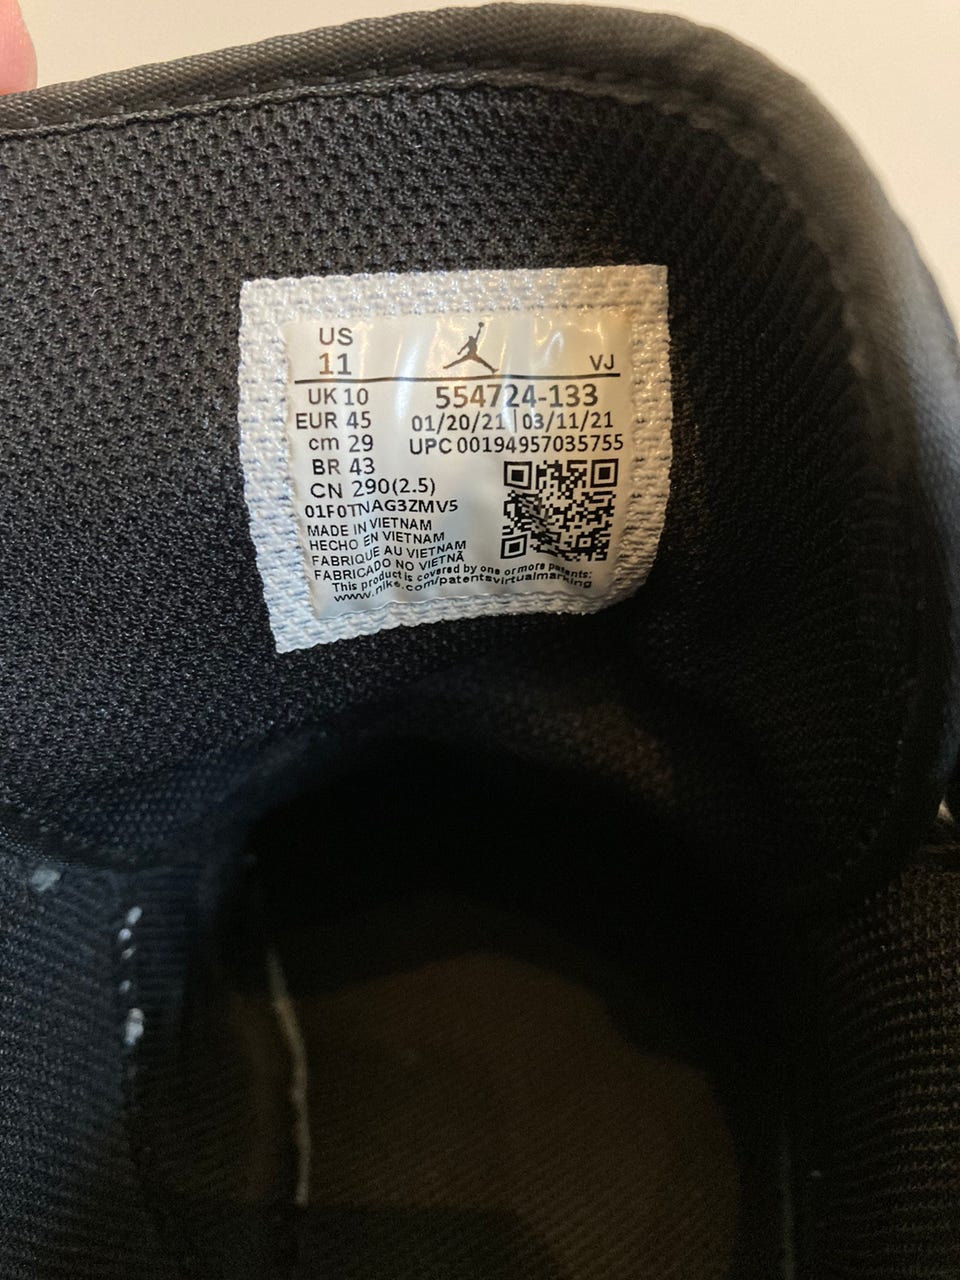 US
11
VJ
UK 10
554724-133
EUR 45
01/20/21 | 03/11/21
cm 29
UPC 00194957035755
BR 43
CN 290(2.5)
01F0TNAG3ZMV5
MADE IN VIETNAM
HECHO EN VIETNAM
FABRIQUE AU VIETNAM
FABRICADO NO VIETNÃ
This product is covered by one or more patents:
www.nike.com/patentsvirtualmarking